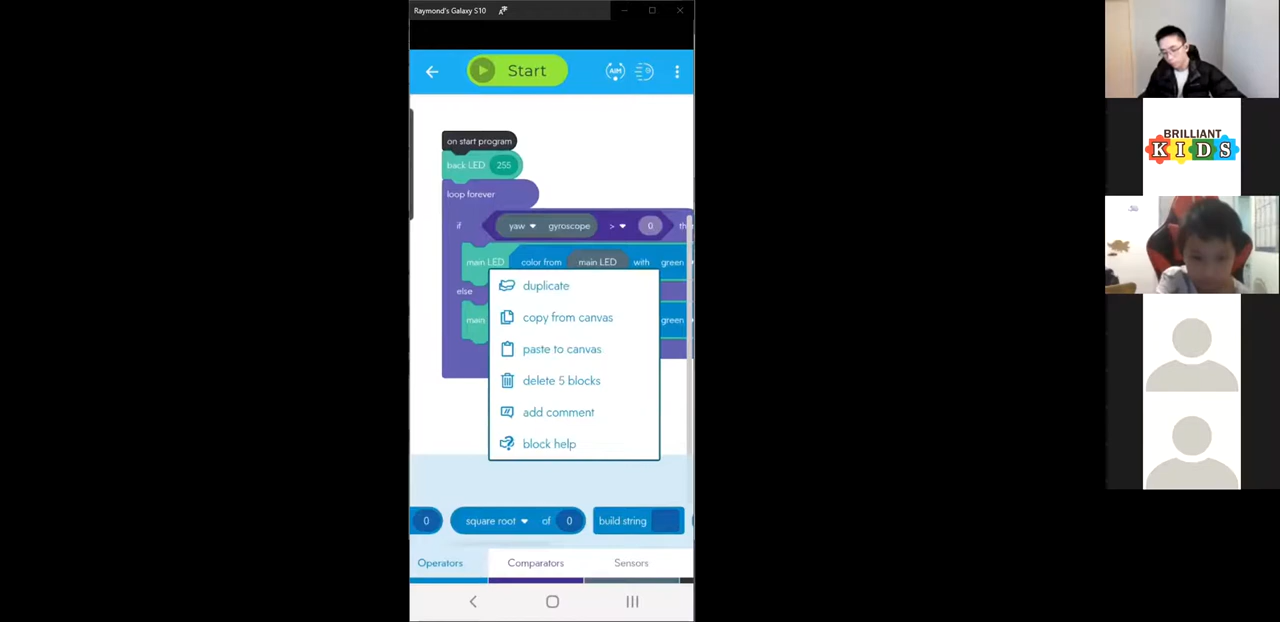 Raymond's Galaxy S10
Start
AIM
on start program
back LED 255
loop forever
if yaw gyroscope > 0
main LED color from main LED with green
else
main green
duplicate
copy from canvas
paste to canvas
delete 5 blocks
add comment
block help
0 square root of 0 build string
Operators Comparators Sensors
BRILLIANT
KIDS